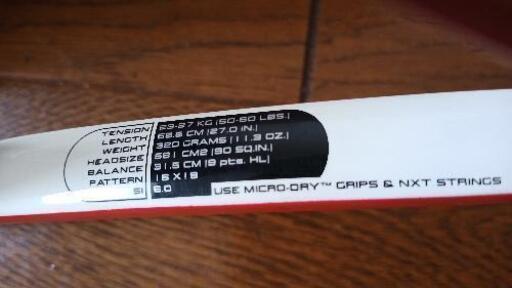 TENSION 23-27 KG (50-60 LBS.)
LENGTH 68.6 CM (27.0 IN.)
WEIGHT 320 GRAMS (11.3 OZ.)
HEADSIZE 581 CM2 (90 SQ.IN.)
BALANCE 31.5 CM (9 pts. HL)
PATTERN 16 X 19
SI 6.0 USE MICRO-DRY™ GRIPS & NXT STRINGS